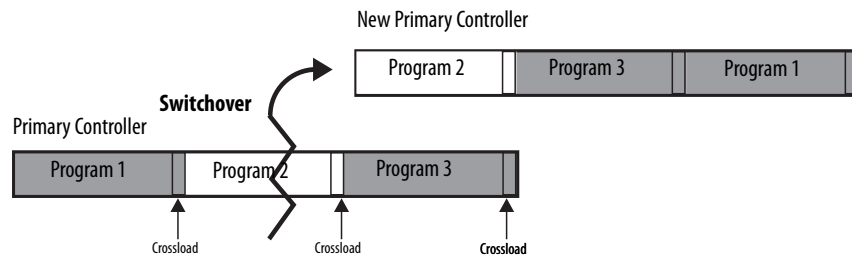 New Primary Controller
Program 2
Program 3
Program 1
Switchover
Primary Controller
Program 1
Program 2
Program 3
Crossload
Crossload
Crossload